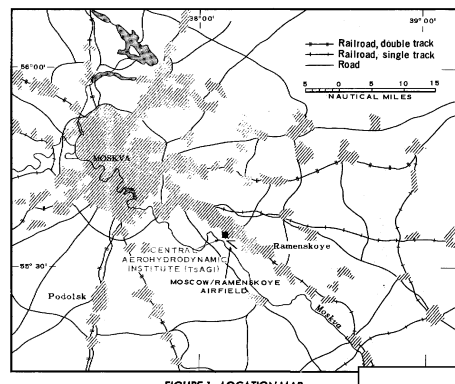 38°00'
39°00'
Railroad, double track
Railroad, single track
Road
5 0 5 10 15
NAUTICAL MILES
56°00'
MOSKVA
CENTRAL
AEROHYDRODYNAMIC
INSTITUTE (TsAGI)
Ramenskoye
55°30'
MOSCOW/RAMENSKOYE
AIRFIELD
Podolsk
Moskva
FIGURE 1. LOCATION MAP